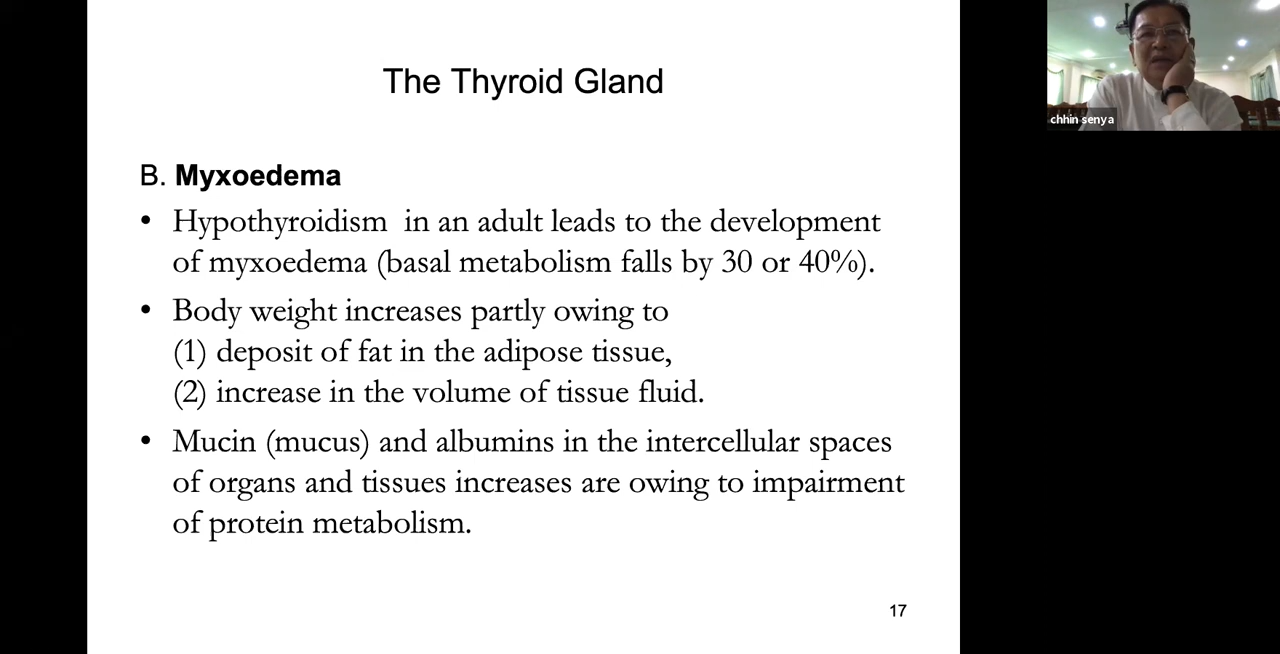 The Thyroid Gland
B. Myxoedema
• Hypothyroidism in an adult leads to the development
of myxoedema (basal metabolism falls by 30 or 40%).
• Body weight increases partly owing to
(1) deposit of fat in the adipose tissue,
(2) increase in the volume of tissue fluid.
• Mucin (mucus) and albumins in the intercellular spaces
of organs and tissues increases are owing to impairment
of protein metabolism.
17
chhin senya